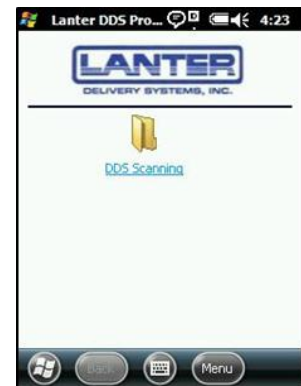 Lanter DDS Pro... 4:23
LANTER
DELIVERY SYSTEMS, INC.
DDS Scanning
Back Menu